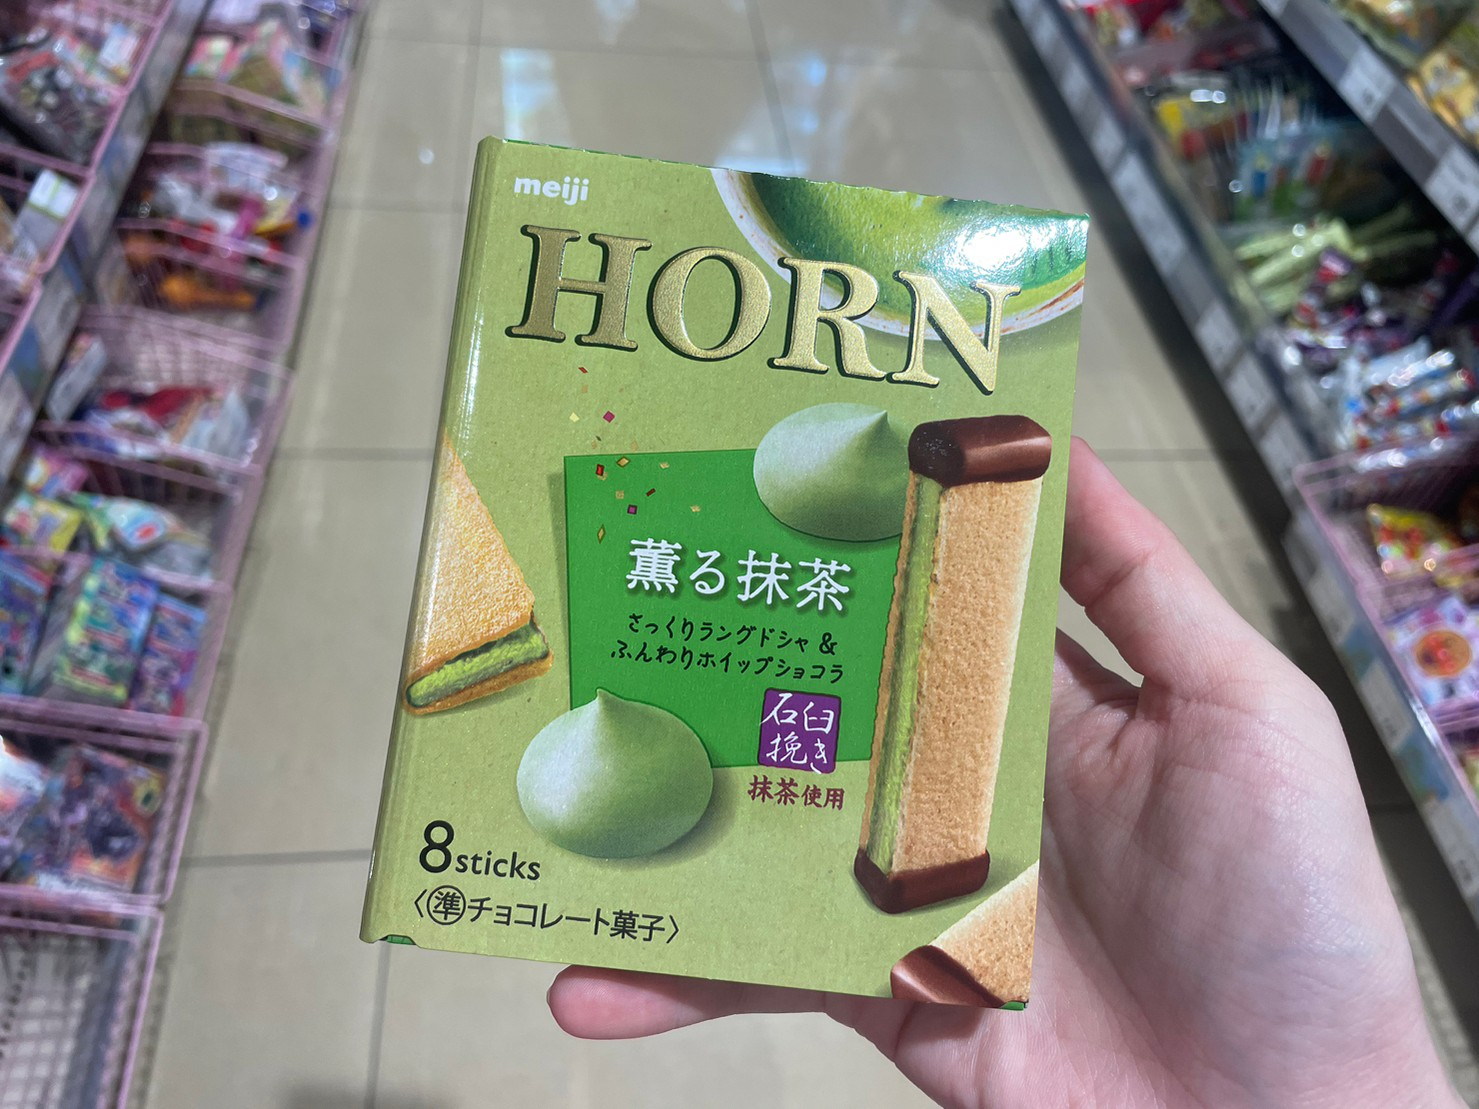 meiji
HORN
薫る抹茶
さっくりラングドシャ&
ふんわりホイップショコラ
石臼
挽き
抹茶使用
8sticks
〈㊜チョコレート菓子〉